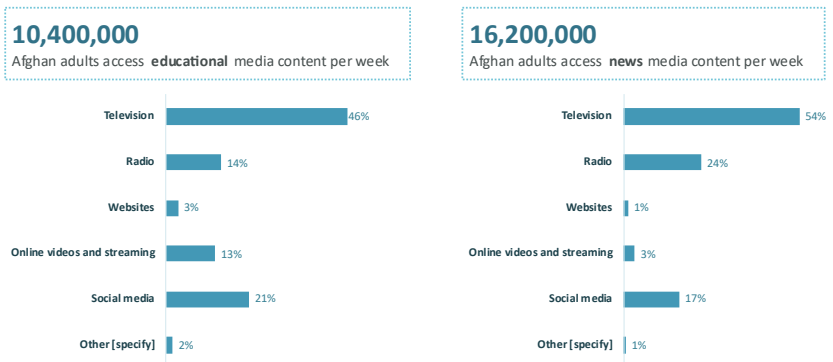 10,400,000
Afghan adults access educational media content per week
Television
46%
Radio
14%
Websites
3%
Online videos and streaming
13%
Social media
21%
Other [specify]
2%
16,200,000
Afghan adults access news media content per week
Television
54%
Radio
24%
Websites
1%
Online videos and streaming
3%
Social media
17%
Other [specify]
1%